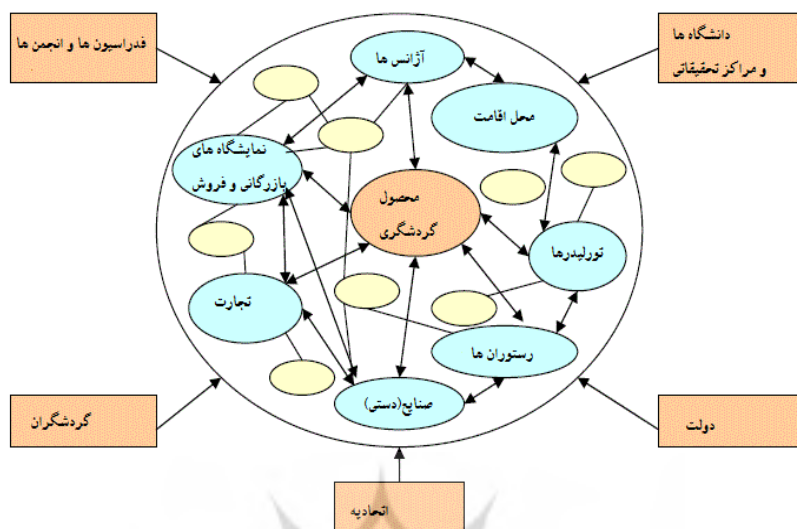 فدراسیون ها و انجمن ها
دانشگاه ها
و مراکز تحقیقاتی
آژانس ها
محل اقامت
نمایشگاه های
بازرگانی و فروش
محصول
گردشگری
تورلیدرها
تجارت
رستوران ها
صنایع(دستی)
گردشگران
دولت
اتحادیه